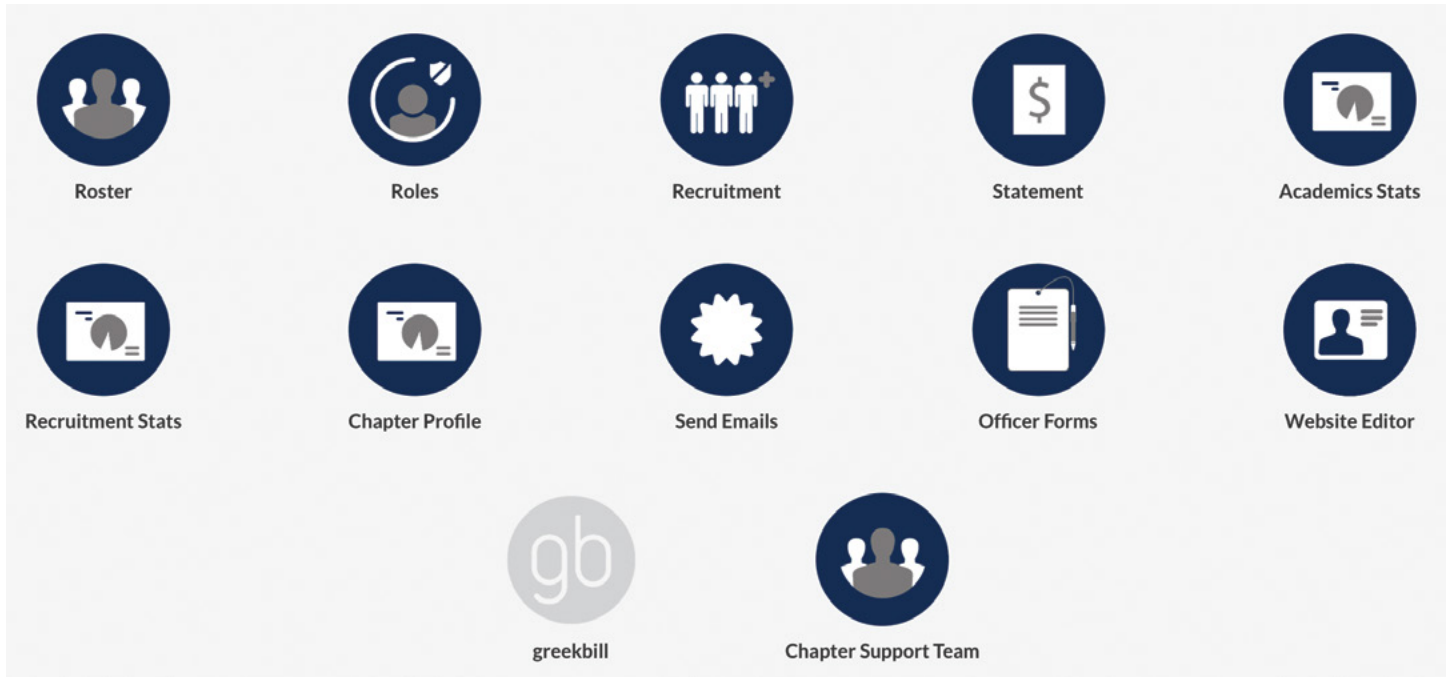 Roster
Roles
Recruitment
$
Statement
Academics Stats
Recruitment Stats
Chapter Profile
Send Emails
Officer Forms
Website Editor
gb
greekbill
Chapter Support Team